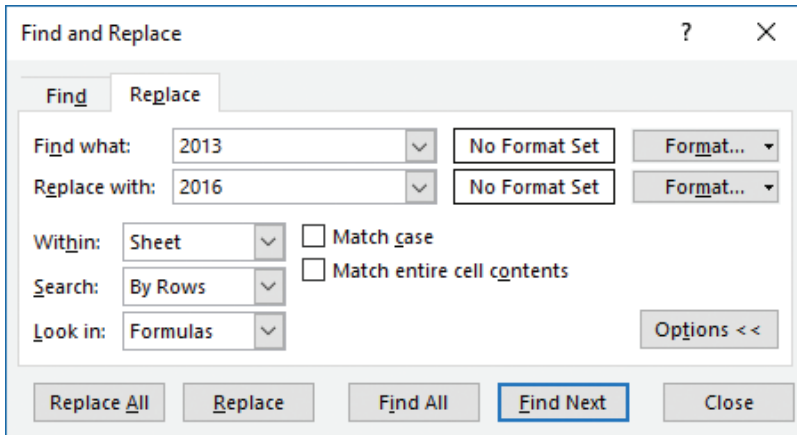 Find and Replace ? X
Find Replace
Find what: 2013 No Format Set Format...
Replace with: 2016 No Format Set Format...
Within: Sheet Match case
Match entire cell contents
Search: By Rows
Look in: Formulas Options <<
Replace All Replace Find All Find Next Close